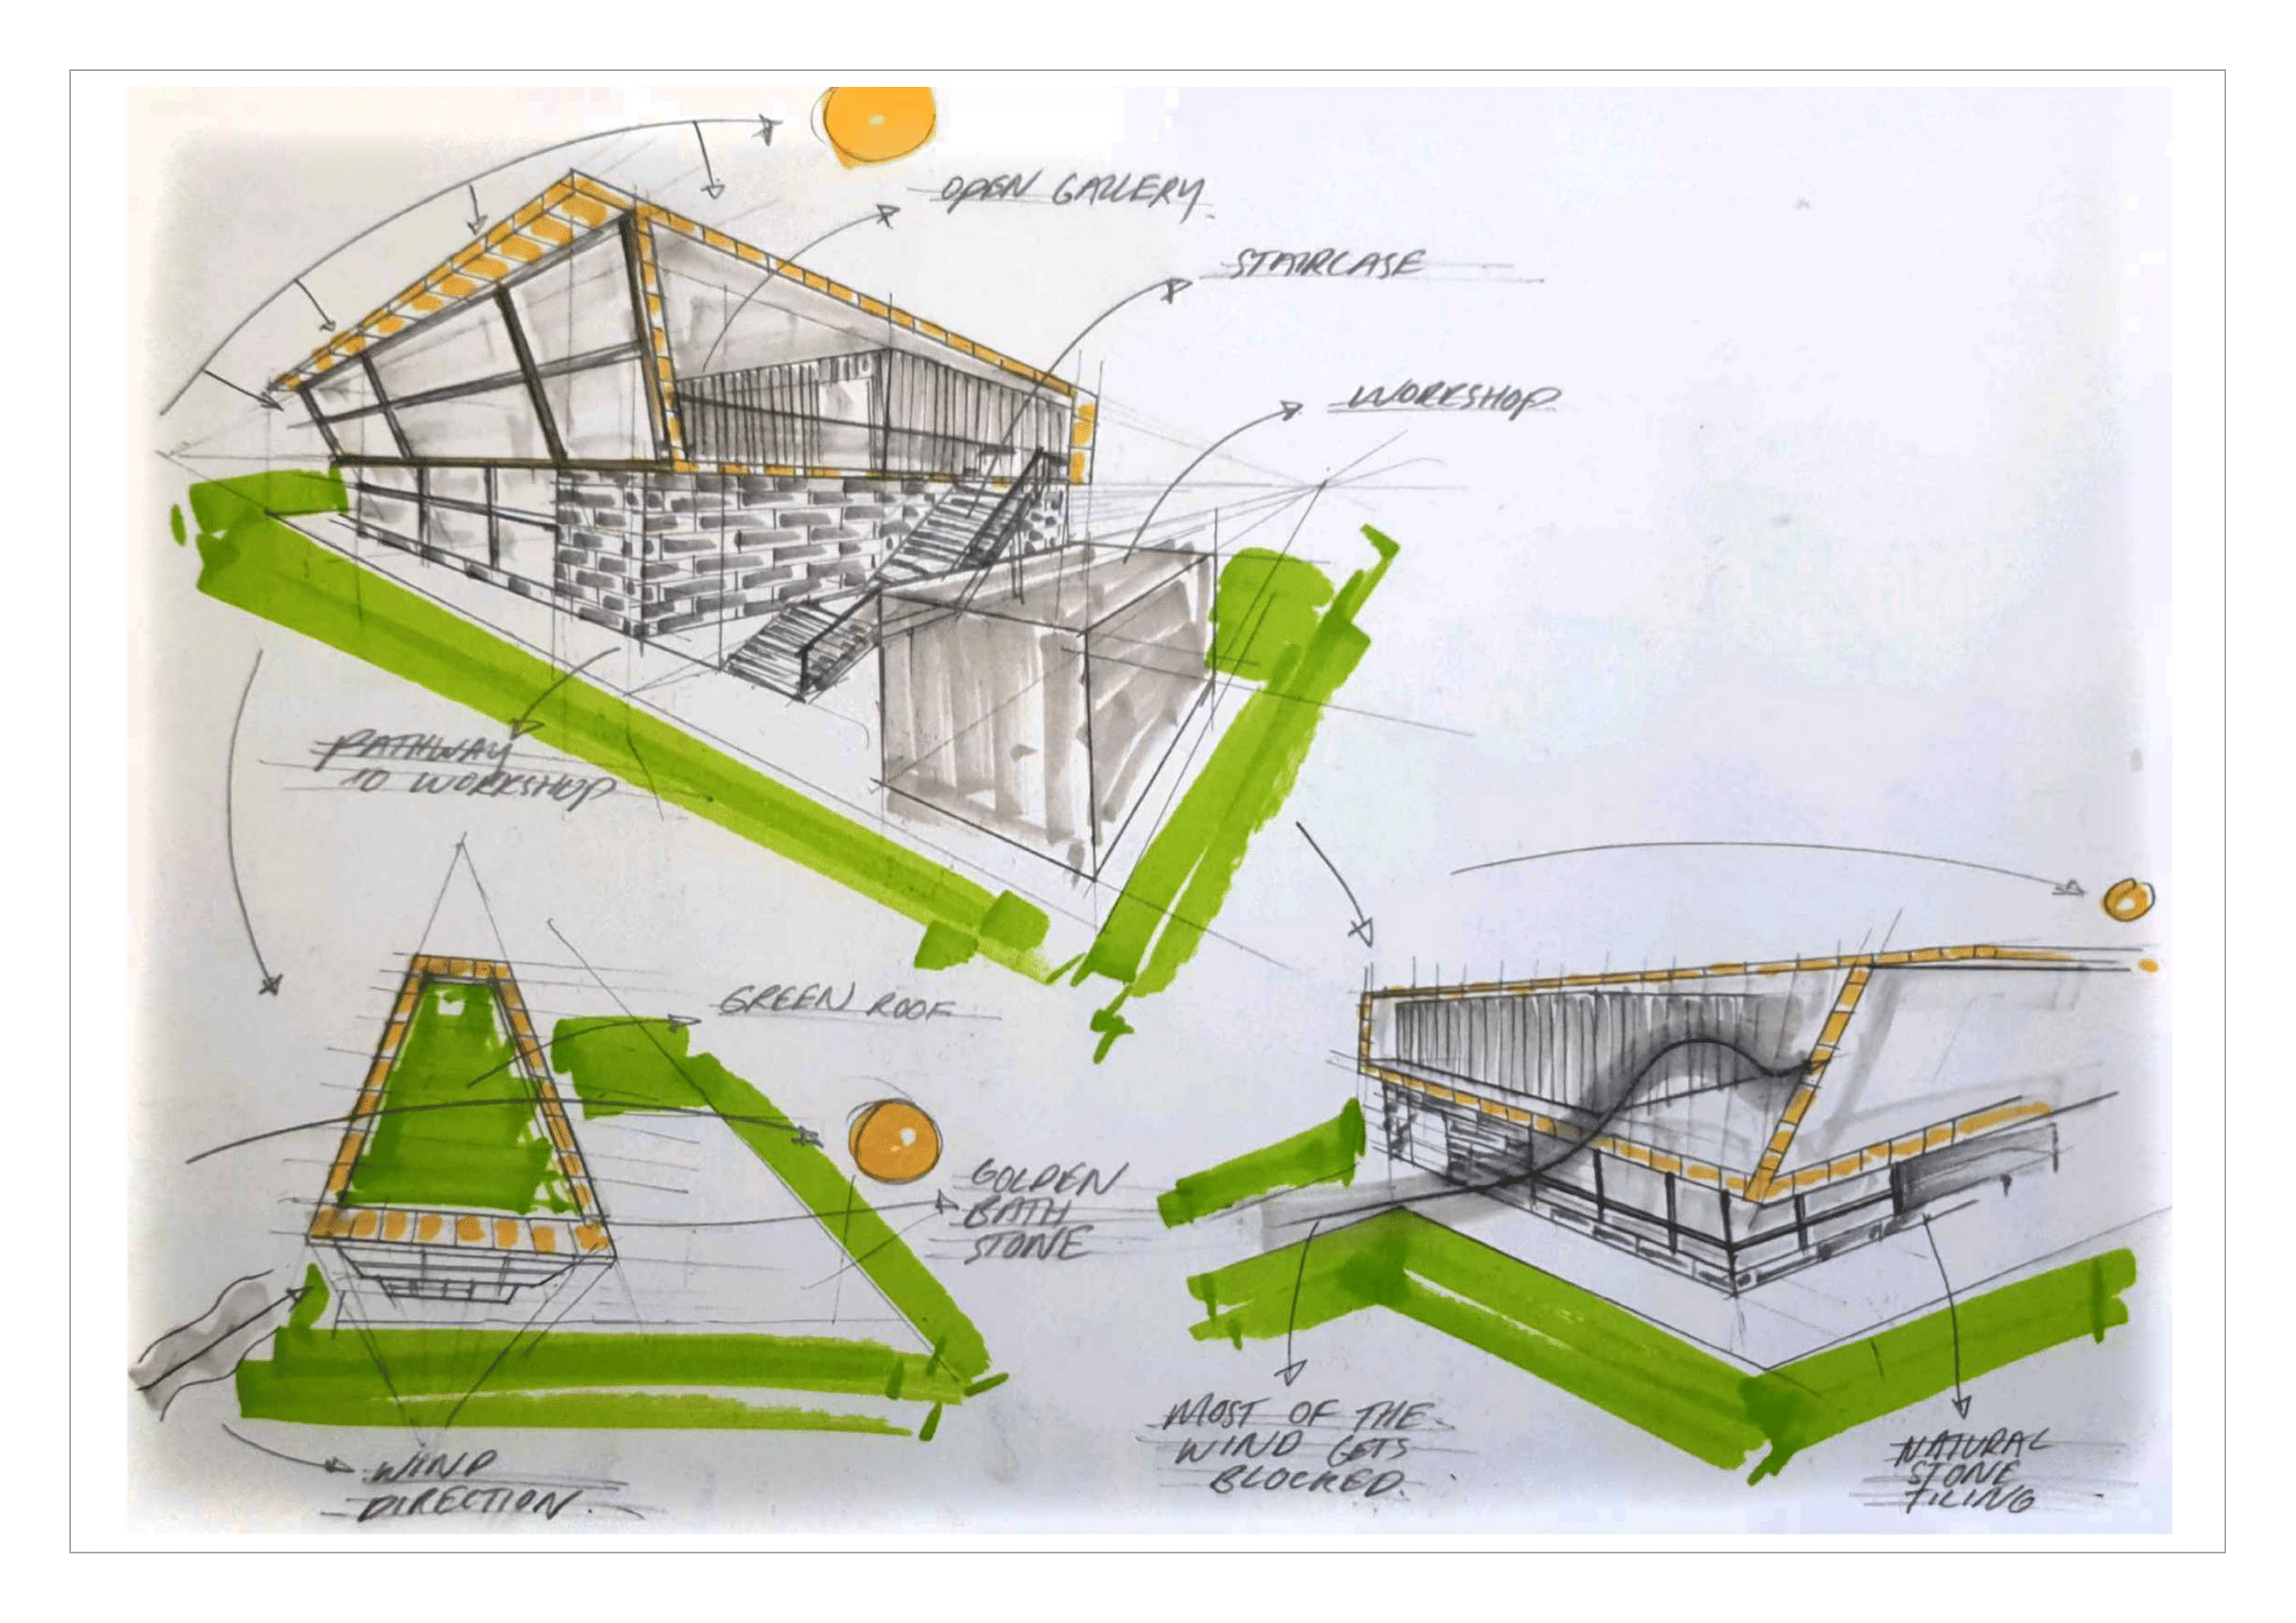 OPEN GALLERY.
STAIRCASE
WORKSHOP
PATHWAY
TO WORKSHOP
GREEN ROOF
GOLDEN
BATH
STONE
WIND
DIRECTION.
MOST OF THE
WIND GETS
BLOCKED.
NATURAL
STONE
TILING